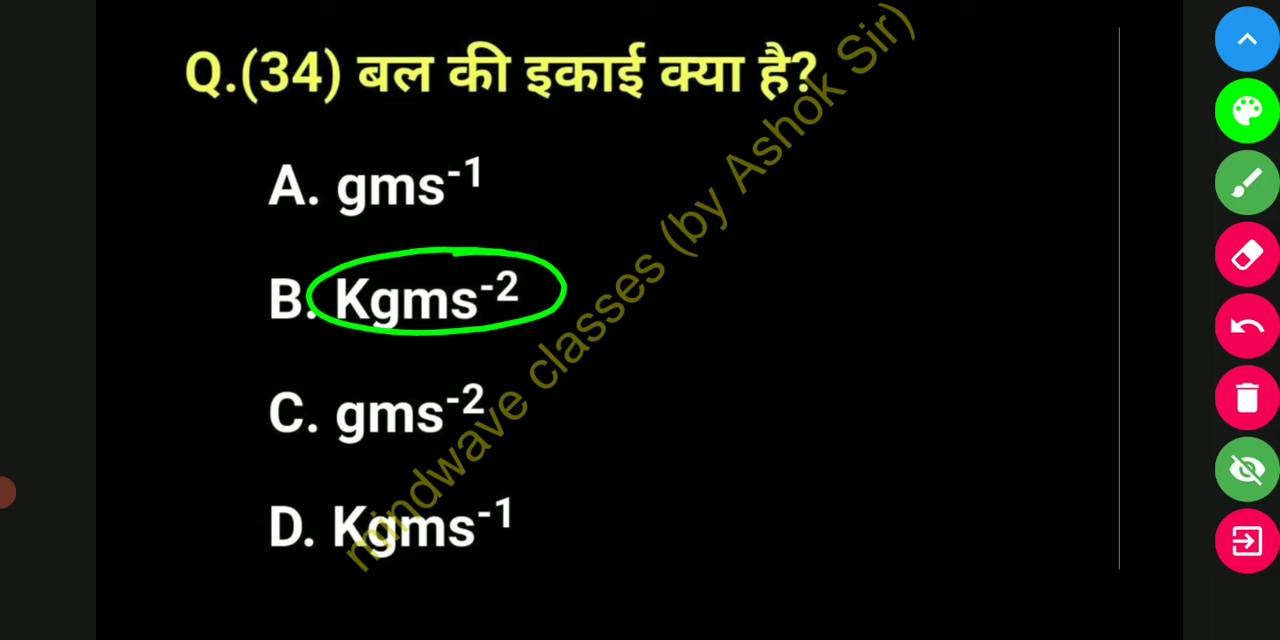 Q.(34) बल की इकाई क्या है?
A. gms⁻¹
B. Kgms⁻²
C. gms⁻²
D. Kgms⁻¹
mindwave classes (by Ashok Sir)